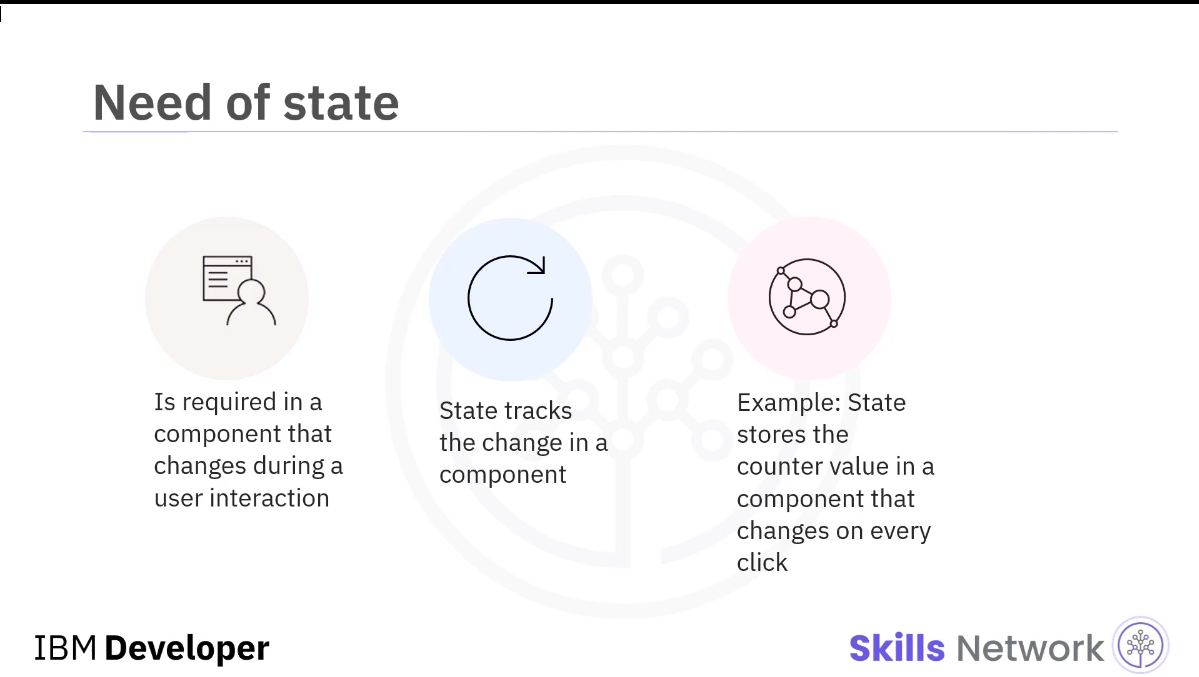 Need of state
Is required in a
component that
changes during a
user interaction
State tracks
the change in a
component
Example: State
stores the
counter value in a
component that
changes on every
click
IBM Developer
Skills Network